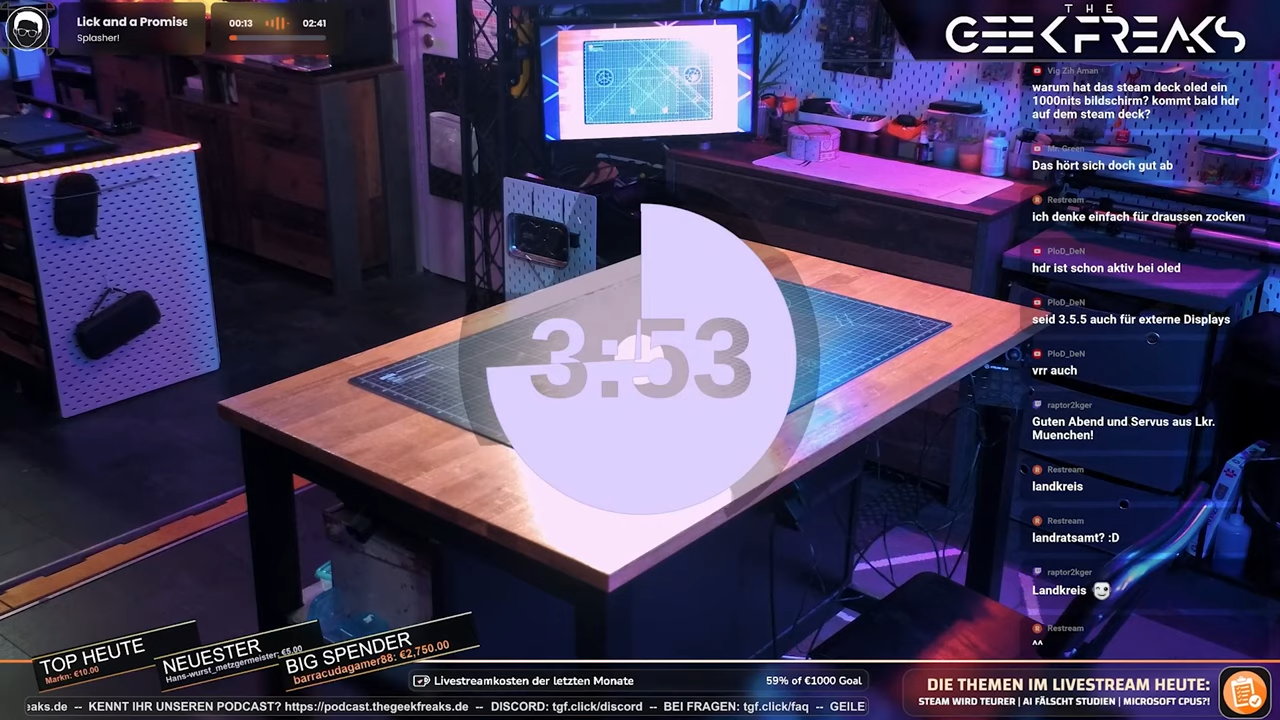 Lick and a Promise
Splasher!
00:13
02:41
THE
GEEKFREAKS
Vig Zih Aman
warum hat das steam deck oled ein
1000nits bildschirm? kommt bald hdr
auf dem steam deck?
Mr. Green
Das hört sich doch gut ab
Restream
ich denke einfach für draussen zocken
PloD_DeN
hdr ist schon aktiv bei oled
PloD_DeN
seid 3.5.5 auch für externe Displays
PloD_DeN
vrr auch
raptor2kger
Guten Abend und Servus aus Lkr.
Muenchen!
Restream
landkreis
Restream
landratsamt? :D
raptor2kger
Landkreis
Restream
^^
3:53
TOP HEUTE
Markn: €10.00
NEUESTER
Hans-wurst_metzgermeister: €5.00
BIG SPENDER
barracudagamer88: €2,750.00
Livestreamkosten der letzten Monate
59% of €1000 Goal
eaks.de -- KENNT IHR UNSEREN PODCAST? https://podcast.thegeekfreaks.de -- DISCORD: tgf.click/discord -- BEI FRAGEN: tgf.click/faq -- GEILE
DIE THEMEN IM LIVESTREAM HEUTE:
STEAM WIRD TEURER | AI FÄLSCHT STUDIEN | MICROSOFT CPUS?!